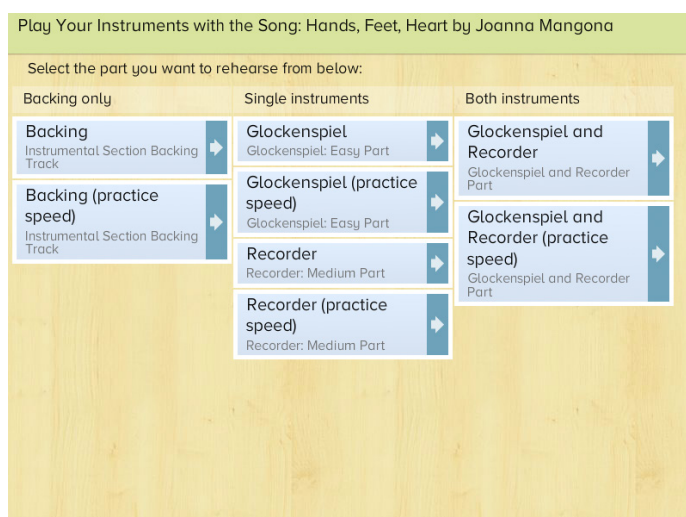 Play Your Instruments with the Song: Hands, Feet, Heart by Joanna Mangona
Select the part you want to rehearse from below:
Backing only
Backing
Instrumental Section Backing
Track
Backing (practice
speed)
Instrumental Section Backing
Track
Single instruments
Glockenspiel
Glockenspiel: Easy Part
Glockenspiel (practice
speed)
Glockenspiel: Easy Part
Recorder
Recorder: Medium Part
Recorder (practice
speed)
Recorder: Medium Part
Both instruments
Glockenspiel and
Recorder
Glockenspiel and Recorder
Part
Glockenspiel and
Recorder (practice
speed)
Glockenspiel and Recorder
Part